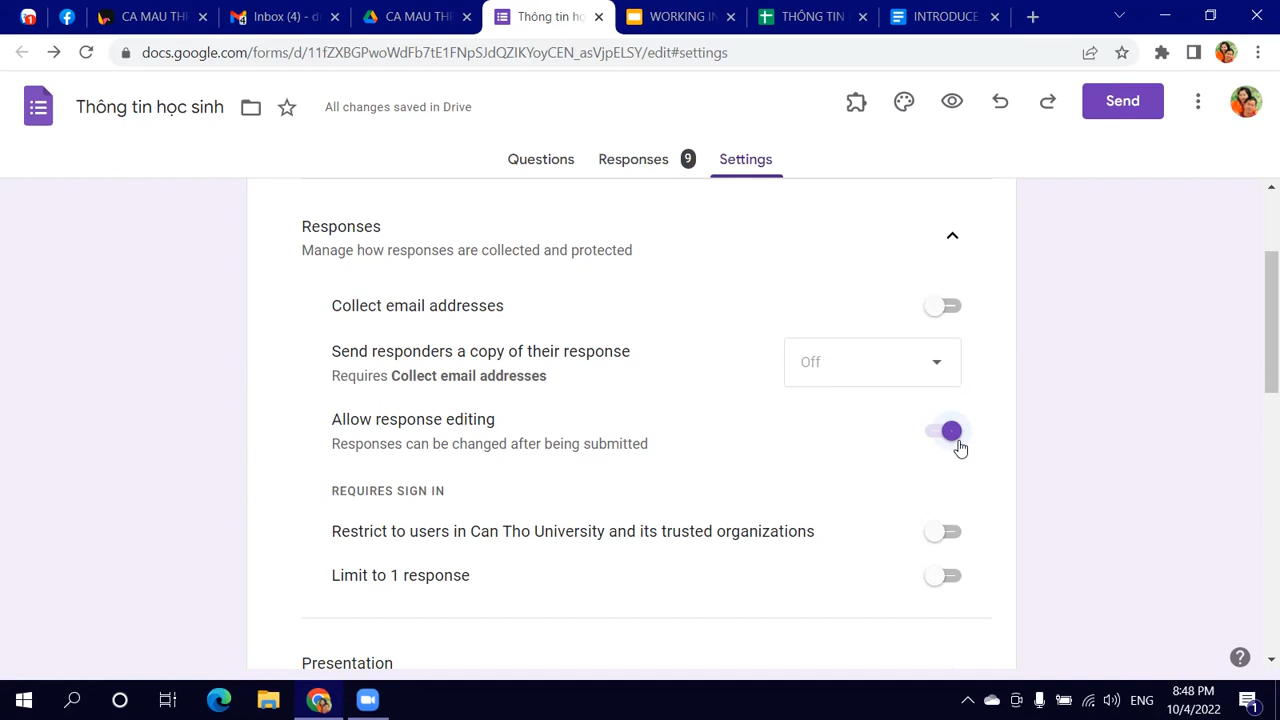 CA MAU THP
Inbox (4) - d
CA MAU THP
Thông tin họ
WORKING I
THÔNG TIN
INTRODUCE
docs.google.com/forms/d/11fZXBGPwoWdFb7tE1FNpSJdQZIKYoyCEN_asVjpELSY/edit#settings
Thông tin học sinh
All changes saved in Drive
Send
Questions
Responses 9
Settings
Responses
Manage how responses are collected and protected
Collect email addresses
Send responders a copy of their response
Requires Collect email addresses
Off
Allow response editing
Responses can be changed after being submitted
REQUIRES SIGN IN
Restrict to users in Can Tho University and its trusted organizations
Limit to 1 response
Presentation
ENG
8:48 PM
10/4/2022
1